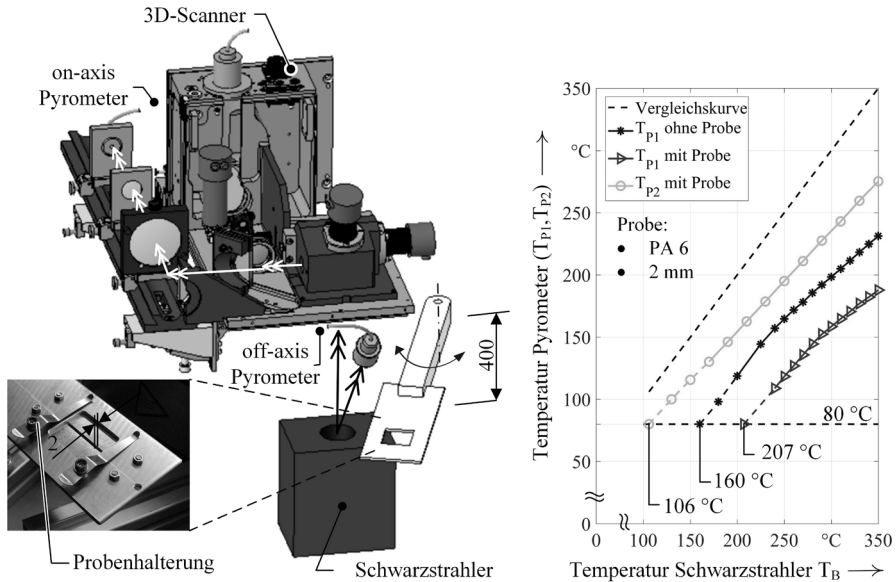 3D-Scanner
on-axis
Pyrometer
off-axis
Pyrometer
400
2
Probenhalterung
Schwarzstrahler
Temperatur Pyrometer (T_P1,T_P2) →
350
°C
250
200
150
100
50
0
Vergleichskurve
T_P1 ohne Probe
T_P1 mit Probe
T_P2 mit Probe
Probe:
• PA 6
• 2 mm
80 °C
207 °C
160 °C
106 °C
0 100 150 200 250 °C 350
Temperatur Schwarzstrahler T_B →